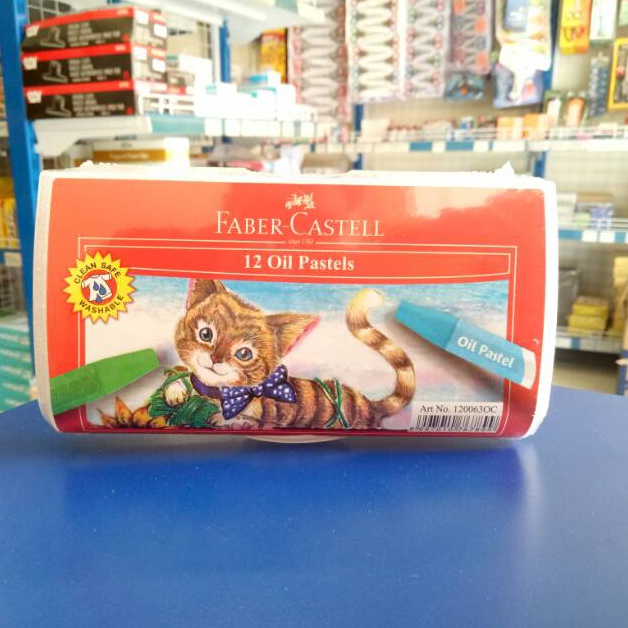 FABER-CASTELL
since 1761
12 Oil Pastels
CLEAN SAFE
WASHABLE
Oil Pastel
Art No. 120063OC